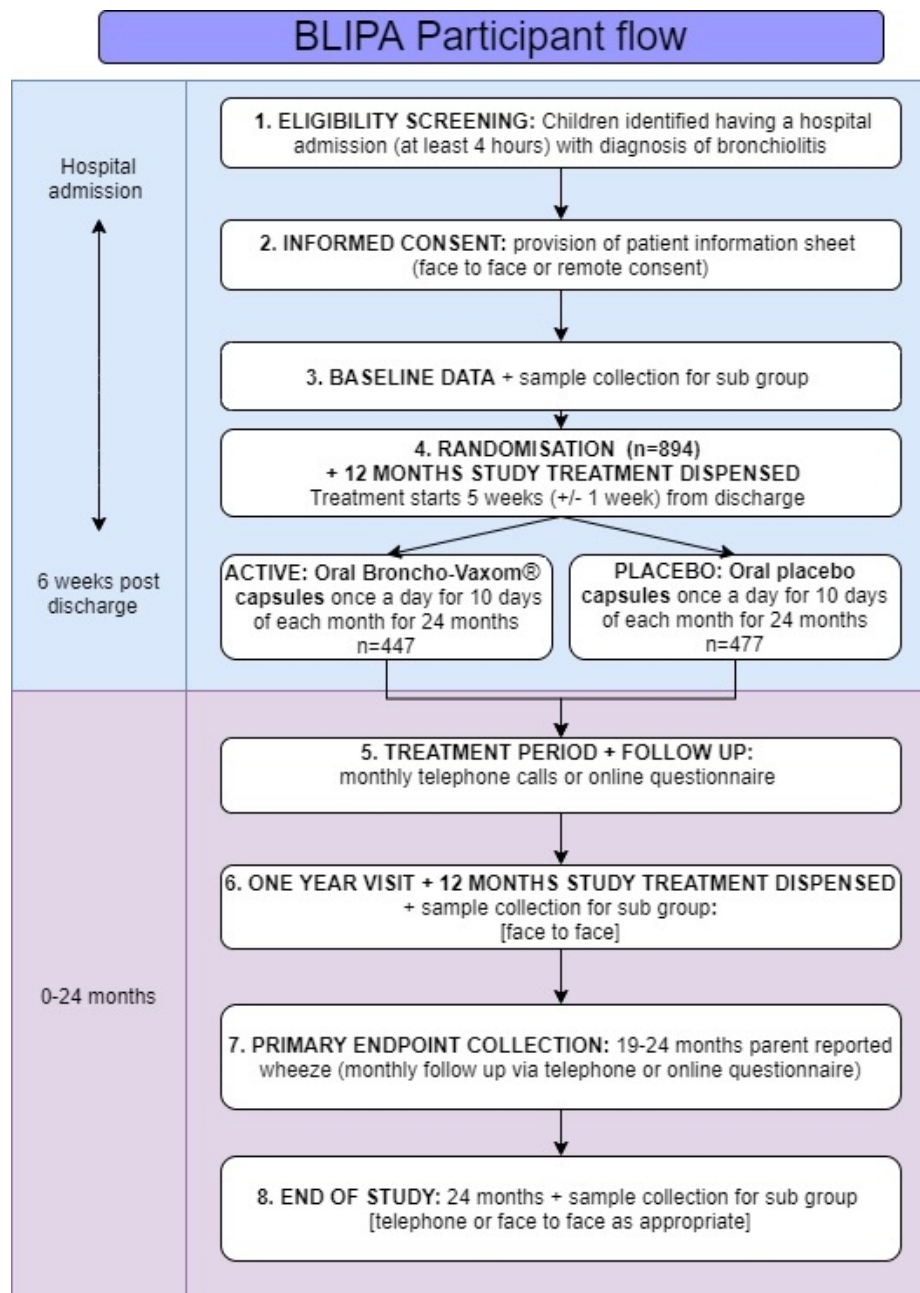 BLIPA Participant flow
Hospital
admission
6 weeks post
discharge
1. ELIGIBILITY SCREENING: Children identified having a hospital
admission (at least 4 hours) with diagnosis of bronchiolitis
2. INFORMED CONSENT: provision of patient information sheet
(face to face or remote consent)
3. BASELINE DATA + sample collection for sub group
4. RANDOMISATION (n=894)
+ 12 MONTHS STUDY TREATMENT DISPENSED
Treatment starts 5 weeks (+/- 1 week) from discharge
ACTIVE: Oral Broncho-Vaxom®
capsules once a day for 10 days
of each month for 24 months
n=447
PLACEBO: Oral placebo
capsules once a day for 10 days
of each month for 24 months
n=477
0-24 months
5. TREATMENT PERIOD + FOLLOW UP:
monthly telephone calls or online questionnaire
6. ONE YEAR VISIT + 12 MONTHS STUDY TREATMENT DISPENSED
+ sample collection for sub group:
[face to face]
7. PRIMARY ENDPOINT COLLECTION: 19-24 months parent reported
wheeze (monthly follow up via telephone or online questionnaire)
8. END OF STUDY: 24 months + sample collection for sub group
[telephone or face to face as appropriate]